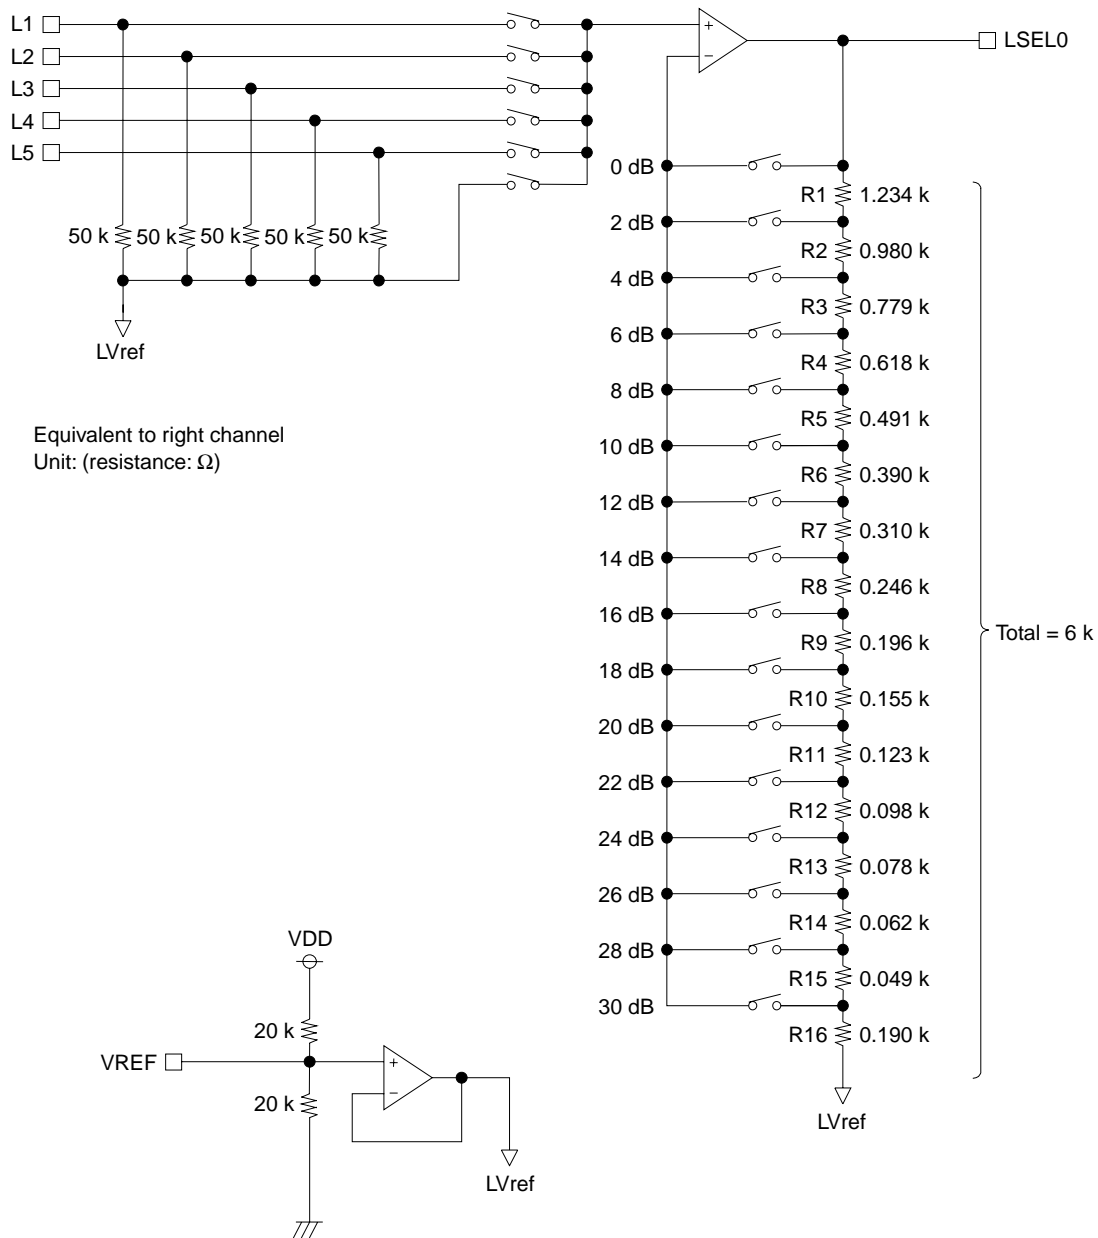 L1
L2
L3
L4
L5
+
−
LSEL0
50 k 50 k 50 k 50 k 50 k
LVref
Equivalent to right channel
Unit: (resistance: Ω)
0 dB
R1 1.234 k
2 dB
R2 0.980 k
4 dB
R3 0.779 k
6 dB
R4 0.618 k
8 dB
R5 0.491 k
10 dB
R6 0.390 k
12 dB
R7 0.310 k
14 dB
R8 0.246 k
16 dB
R9 0.196 k
18 dB
R10 0.155 k
20 dB
R11 0.123 k
22 dB
R12 0.098 k
24 dB
R13 0.078 k
26 dB
R14 0.062 k
28 dB
R15 0.049 k
30 dB
R16 0.190 k
LVref
Total = 6 k
VDD
20 k
VREF
20 k
+
−
LVref